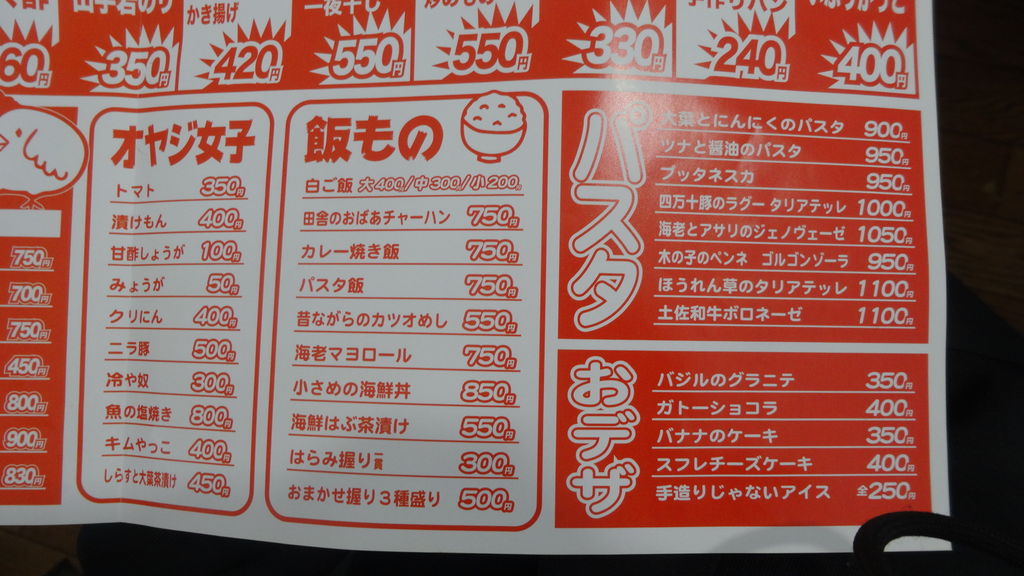 かき揚げ
一夜干し
60円
350円
420円
550円
550円
330円
240円
400円
750円
700円
750円
450円
800円
900円
830円
オヤジ女子
トマト 350円
漬けもん 400円
甘酢しょうが 100円
みょうが 50円
クリにん 400円
ニラ豚 500円
冷や奴 300円
魚の塩焼き 800円
キムやっこ 400円
しらすと大葉茶漬け 450円
飯もの
白ご飯 大400/中300/小200円
田舎のおばあチャーハン 750円
カレー焼き飯 750円
パスタ飯 750円
昔ながらのカツオめし 550円
海老マヨロール 750円
小さめの海鮮丼 850円
海鮮はぶ茶漬け 550円
はらみ握り一貫 300円
おまかせ握り3種盛り 500円
パスタ
大葉とにんにくのパスタ 900円
ツナと醤油のパスタ 950円
プッタネスカ 950円
四万十豚のラグー タリアテッレ 1000円
海老とアサリのジェノヴェーゼ 1050円
木の子のペンネ ゴルゴンゾーラ 950円
ほうれん草のタリアテッレ 1100円
土佐和牛ボロネーゼ 1100円
おデザ
バジルのグラニテ 350円
ガトーショコラ 400円
バナナのケーキ 350円
スフレチーズケーキ 400円
手造りじゃないアイス 全250円